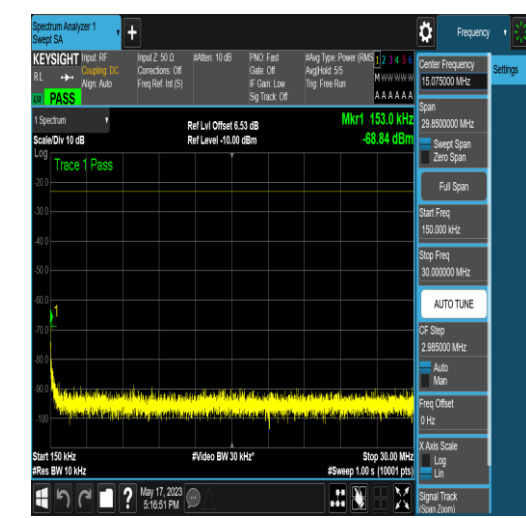 Spectrum Analyzer 1
Swept SA
+
Frequency
KEYSIGHT
RL
PASS
Input: RF
Coupling: DC
Align: Auto
Input Z: 50 Ω
Corrections: Off
Freq Ref: Int (S)
#Atten: 10 dB
PNO: Fast
Gate: Off
IF Gain: Low
Sig Track: Off
#Avg Type: Power (RMS
Avg|Hold: 5/5
Trig: Free Run
1 2 3 4 5 6
M W W W W W
A A A A A A
1 Spectrum
Scale/Div 10 dB
Ref Lvl Offset 6.53 dB
Ref Level -10.00 dBm
Mkr1 153.0 kHz
-68.84 dBm
Log
Trace 1 Pass
-20.0
-30.0
-40.0
-50.0
-60.0
-70.0
-80.0
-90.0
-100
1
Start 150 kHz
#Res BW 10 kHz
#Video BW 30 kHz*
Stop 30.00 MHz
#Sweep 1.00 s (10001 pts)
May 17, 2023
5:16:51 PM
?
Center Frequency
15.075000 MHz
Span
29.8500000 MHz
Swept Span
Zero Span
Full Span
Start Freq
150.000 kHz
Stop Freq
30.000000 MHz
AUTO TUNE
CF Step
2.985000 MHz
Auto
Man
Freq Offset
0 Hz
X Axis Scale
Log
Lin
Signal Track
(Span Zoom)
Settings